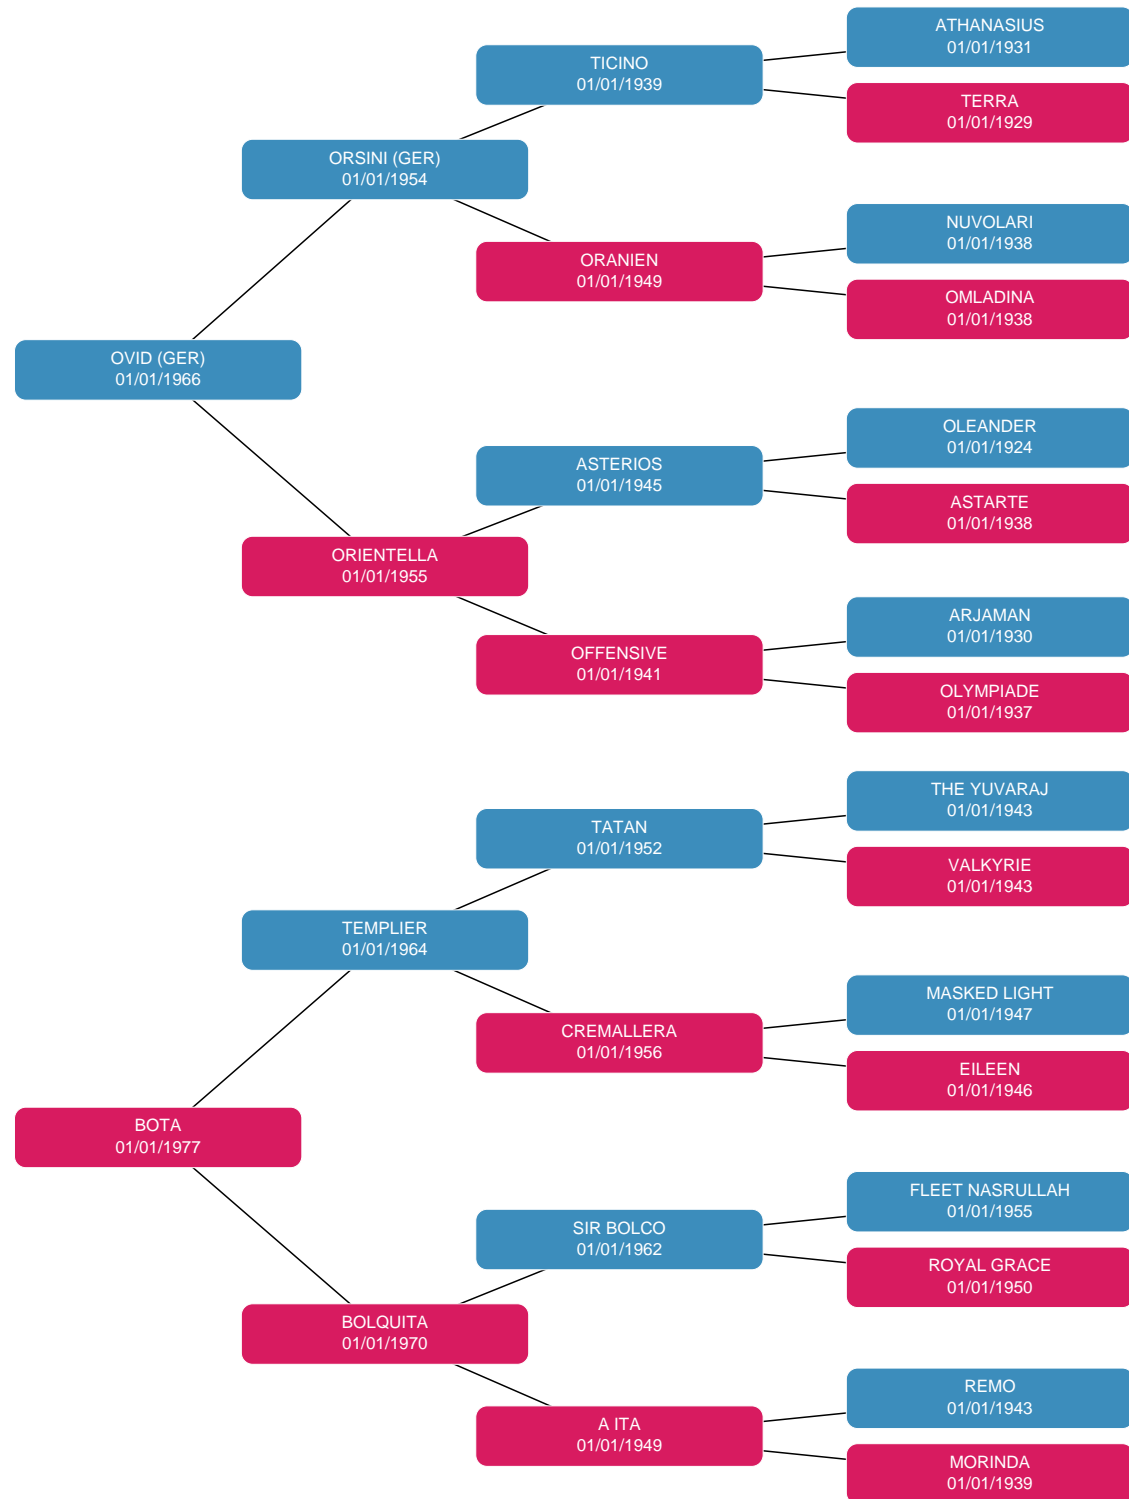 ATHANASIUS
01/01/1931
TICINO
01/01/1939
TERRA
01/01/1929
ORSINI (GER)
01/01/1954
NUVOLARI
01/01/1938
ORANIEN
01/01/1949
OMLADINA
01/01/1938
OVID (GER)
01/01/1966
OLEANDER
01/01/1924
ASTERIOS
01/01/1945
ASTARTE
01/01/1938
ORIENTELLA
01/01/1955
ARJAMAN
01/01/1930
OFFENSIVE
01/01/1941
OLYMPIADE
01/01/1937
THE YUVARAJ
01/01/1943
TATAN
01/01/1952
VALKYRIE
01/01/1943
TEMPLIER
01/01/1964
MASKED LIGHT
01/01/1947
CREMALLERA
01/01/1956
EILEEN
01/01/1946
BOTA
01/01/1977
FLEET NASRULLAH
01/01/1955
SIR BOLCO
01/01/1962
ROYAL GRACE
01/01/1950
BOLQUITA
01/01/1970
REMO
01/01/1943
A ITA
01/01/1949
MORINDA
01/01/1939